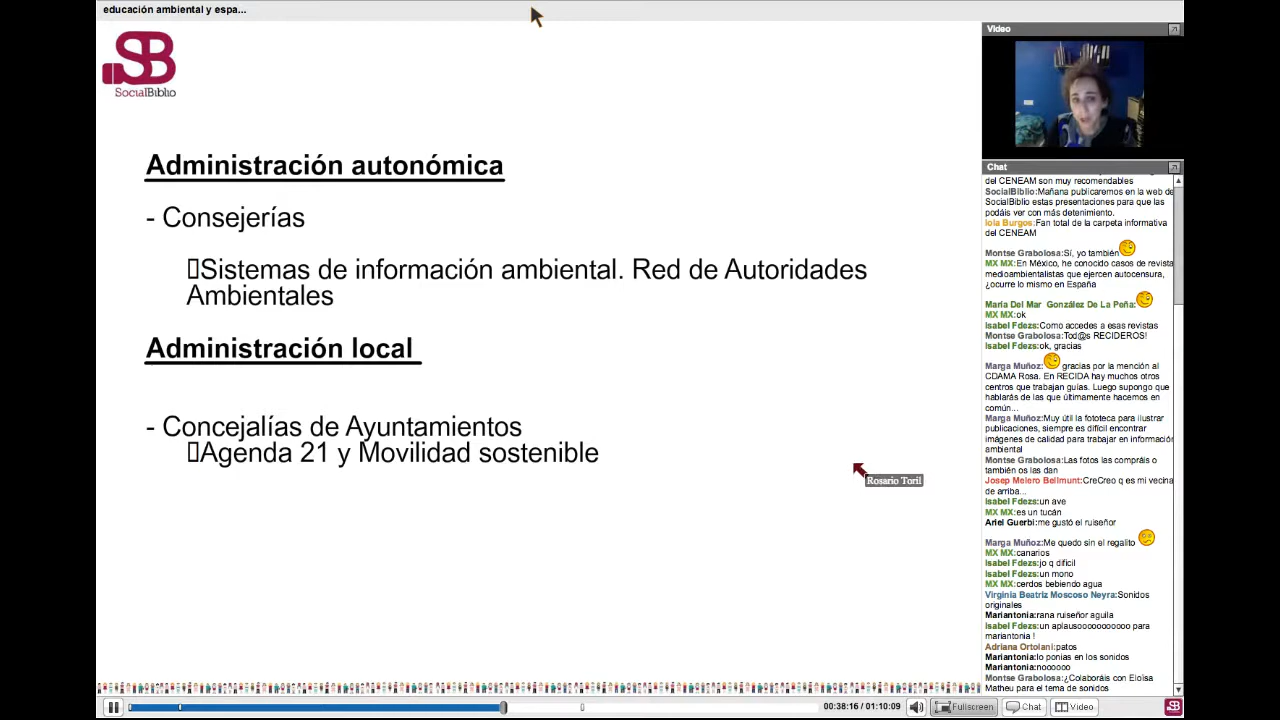 educación ambiental y espa...
SB
SocialBiblio
Administración autonómica
- Consejerías
Sistemas de información ambiental. Red de Autoridades
Ambientales
Administración local
- Concejalías de Ayuntamientos
Agenda 21 y Movilidad sostenible
Rosario Toril
Video
Chat
del CENEAM son muy recomendables
SocialBiblio:Mañana publicaremos en la web de
SocialBiblio estas presentaciones para que las
podáis ver con más detenimiento.
lola Burgos:Fan total de la carpeta informativa
del CENEAM
Montse Grabolosa:Sí, yo también
MX MX:En México, he conocido casos de revista
medioambientalistas que ejercen autocensura,
¿ocurre lo mismo en España
María Del Mar González De La Peña:
MX MX:ok
Isabel Fdezs:Como accedes a esas revistas
Montse Grabolosa:Tod@s RECIDEROS!
Isabel Fdezs:ok, gracias
Marga Muñoz: gracias por la mención al
CDAMA Rosa. En RECIDA hay muchos otros
centros que trabajan guías. Luego supongo que
hablarás de las que últimamente hacemos en
común...
Marga Muñoz:Muy útil la fototeca para ilustrar
publicaciones, siempre es difícil encontrar
imágenes de calidad para trabajar en información
ambiental
Montse Grabolosa:Las fotos las compráis o
también os las dan
Josep Melero Bellmunt:CreCreo q es mi vecina
de arriba...
Isabel Fdezs:un ave
MX MX:es un tucán
Ariel Guerbi:me gustó el ruiseñor
Marga Muñoz:Me quedo sin el regalito
MX MX:canarios
Isabel Fdezs:jo q dificil
Isabel Fdezs:un mono
MX MX:cerdos bebiendo agua
Virginia Beatriz Moscoso Neyra:Sonidos
originales
Mariantonia:rana ruiseñor aguila
Isabel Fdezs:un aplausooooooooooo para
mariantonia !
Adriana Ortolani:patos
Mariantonia:lo ponias en los sonidos
Mariantonia:noooooo
Montse Grabolosa:¿Colaboráis con Eloïsa
Matheu para el tema de sonidos
00:38:16 / 01:10:09
Fullscreen
Chat
Video
SB